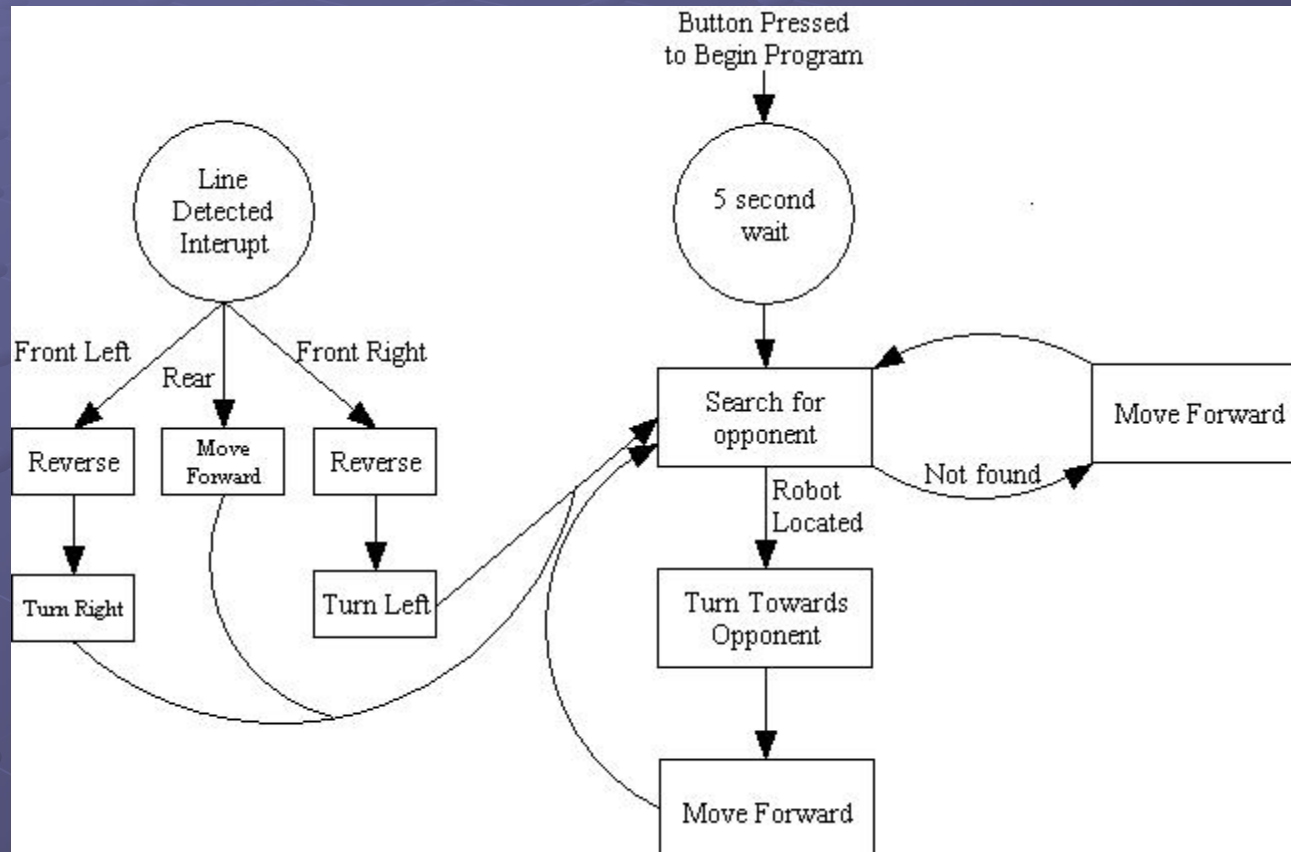 Button Pressed
to Begin Program
Line
Detected
Interupt
5 second
wait
Front Left
Rear
Front Right
Reverse
Move
Forward
Reverse
Turn Right
Turn Left
Search for
opponent
Move Forward
Not found
Robot
Located
Turn Towards
Opponent
Move Forward